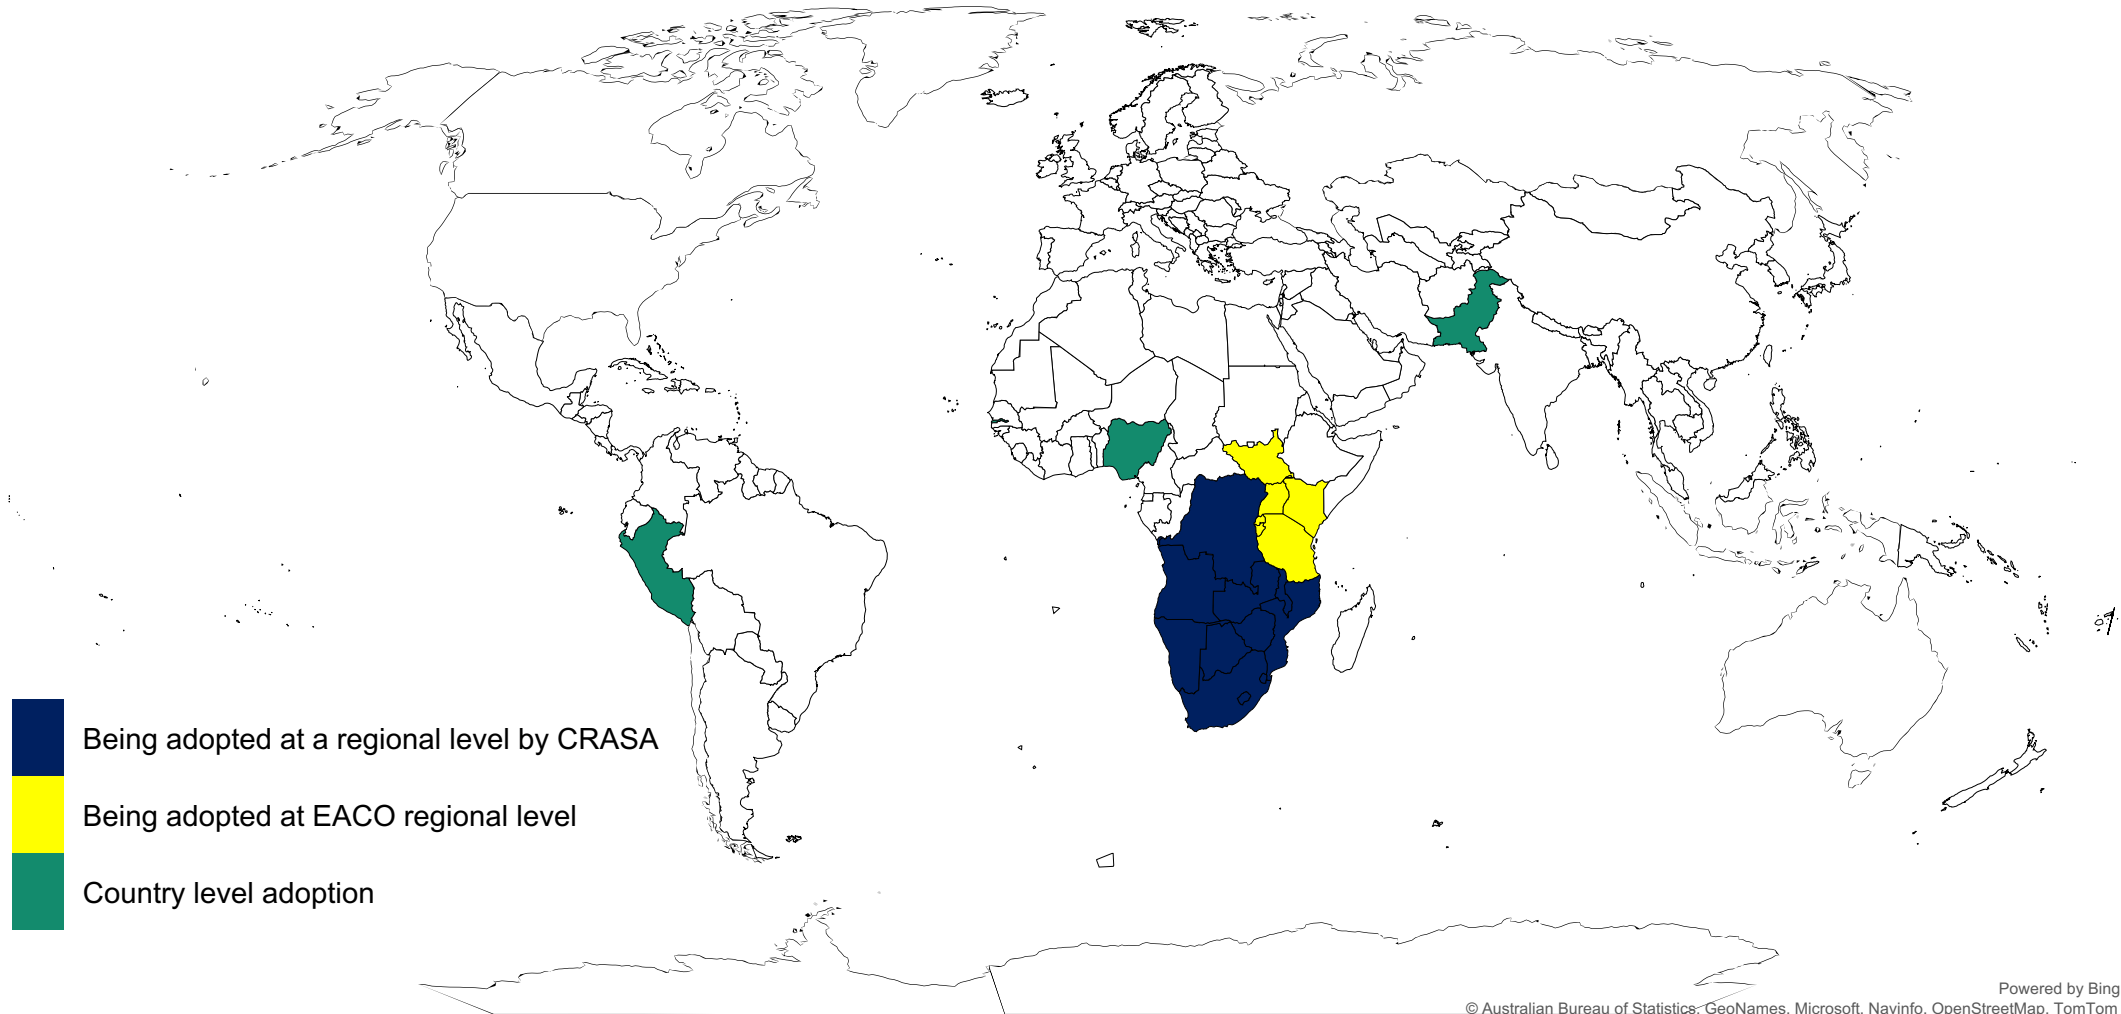 Being adopted at a regional level by CRASA
Being adopted at EACO regional level
Country level adoption
Powered by Bing
© Australian Bureau of Statistics, GeoNames, Microsoft, Navinfo, OpenStreetMap, TomTom